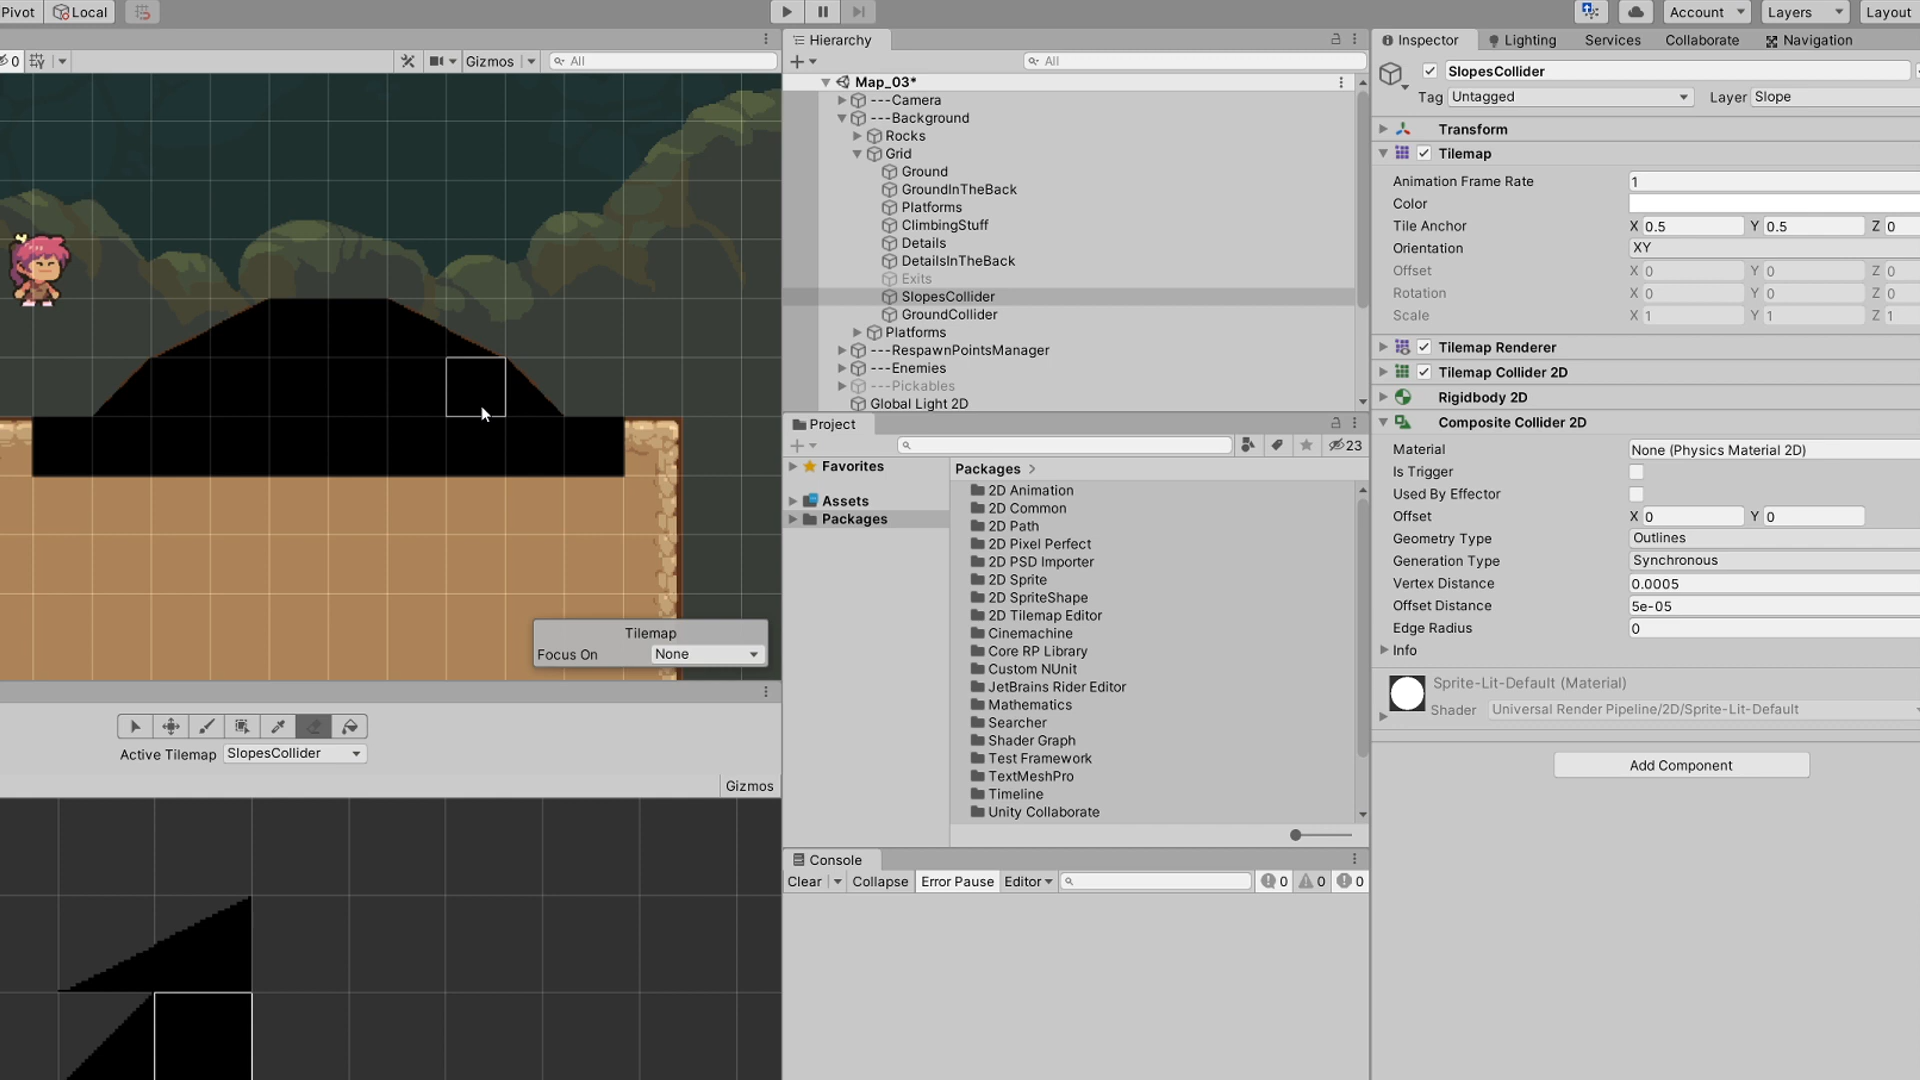 Pivot Local
Account Layers Layout
Gizmos All
Hierarchy
All
Map_03*
---Camera
---Background
Rocks
Grid
Ground
GroundInTheBack
Platforms
ClimbingStuff
Details
DetailsInTheBack
Exits
SlopesCollider
GroundCollider
Platforms
---RespawnPointsManager
---Enemies
---Pickables
Global Light 2D
Project
23
Favorites
Assets
Packages
Packages
2D Animation
2D Common
2D Path
2D Pixel Perfect
2D PSD Importer
2D Sprite
2D SpriteShape
2D Tilemap Editor
Cinemachine
Core RP Library
Custom NUnit
JetBrains Rider Editor
Mathematics
Searcher
Shader Graph
Test Framework
TextMeshPro
Timeline
Unity Collaborate
Console
Clear Collapse Error Pause Editor 0 0 0
Inspector Lighting Services Collaborate Navigation
SlopesCollider
Tag Untagged Layer Slope
Transform
Tilemap
Animation Frame Rate 1
Color
Tile Anchor X 0.5 Y 0.5 Z 0
Orientation XY
Offset X 0 Y 0 Z 0
Rotation X 0 Y 0 Z 0
Scale X 1 Y 1 Z 1
Tilemap Renderer
Tilemap Collider 2D
Rigidbody 2D
Composite Collider 2D
Material None (Physics Material 2D)
Is Trigger
Used By Effector
Offset X 0 Y 0
Geometry Type Outlines
Generation Type Synchronous
Vertex Distance 0.0005
Offset Distance 5e-05
Edge Radius 0
Info
Sprite-Lit-Default (Material)
Shader Universal Render Pipeline/2D/Sprite-Lit-Default
Add Component
Tilemap
Focus On None
Active Tilemap SlopesCollider
Gizmos